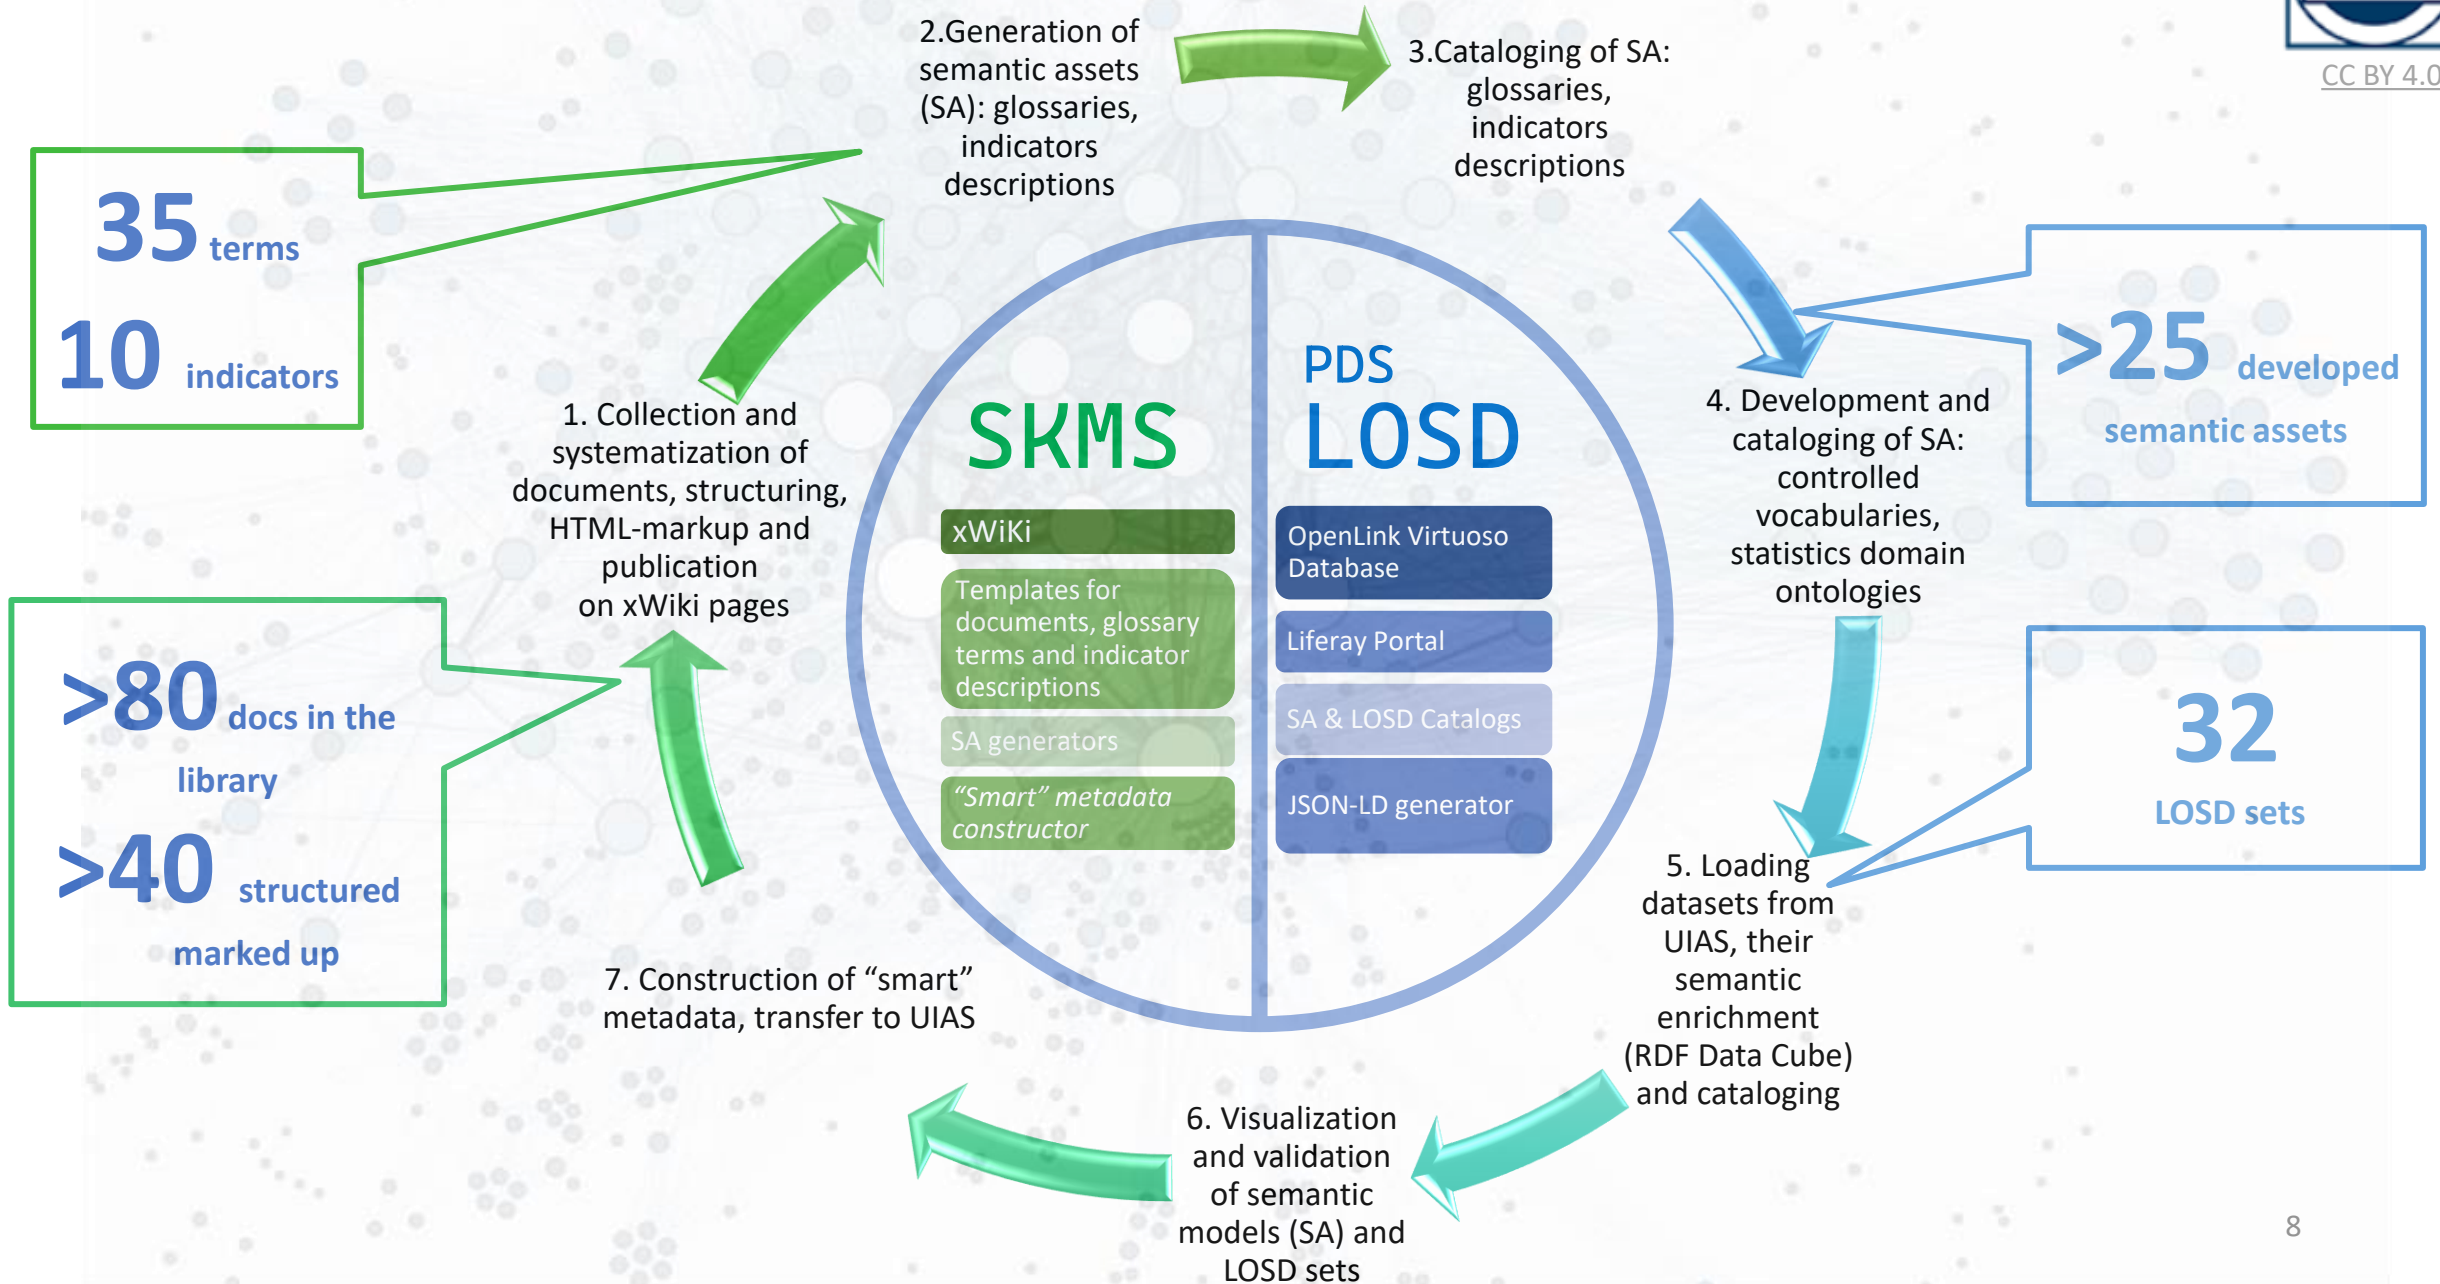 2.Generation of
semantic assets
(SA): glossaries,
indicators
descriptions
3.Cataloging of SA:
glossaries,
indicators
descriptions
CC BY 4.0
35 terms
10 indicators
>25 developed
semantic assets
1. Collection and
systematization of
documents, structuring,
HTML-markup and
publication
on xWiki pages
SKMS
xWiKi
Templates for
documents, glossary
terms and indicator
descriptions
SA generators
“Smart” metadata
constructor
PDS
LOSD
OpenLink Virtuoso
Database
Liferay Portal
SA & LOSD Catalogs
JSON-LD generator
4. Development and
cataloging of SA:
controlled
vocabularies,
statistics domain
ontologies
>80 docs in the
library
>40 structured
marked up
32
LOSD sets
5. Loading
datasets from
UIAS, their
semantic
enrichment
(RDF Data Cube)
and cataloging
7. Construction of “smart”
metadata, transfer to UIAS
6. Visualization
and validation
of semantic
models (SA) and
LOSD sets
8